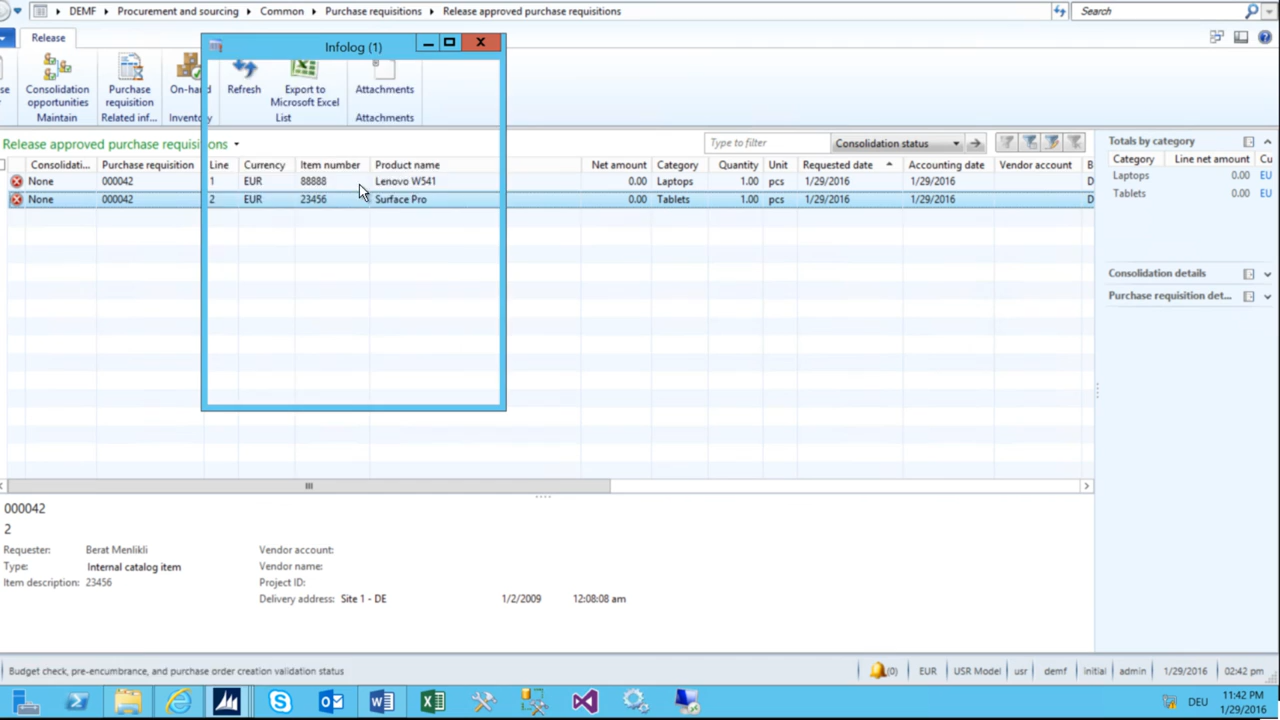 DEMF Procurement and sourcing Common Purchase requisitions Release approved purchase requisitions Search
Release
Infolog (1)
Consolidation opportunities
Purchase requisition
On-hand
Refresh
Export to Microsoft Excel
Attachments
Maintain Related inf... Inventory List Attachments
Release approved purchase requisitions
Type to filter Consolidation status
Consolidati... Purchase requisition Line Currency Item number Product name Net amount Category Quantity Unit Requested date Accounting date Vendor account B
None 000042 1 EUR 88888 Lenovo W541 0.00 Laptops 1.00 pcs 1/29/2016 1/29/2016 D
None 000042 2 EUR 23456 Surface Pro 0.00 Tablets 1.00 pcs 1/29/2016 1/29/2016 D
Totals by category
Category Line net amount Cu
Laptops 0.00 EU
Tablets 0.00 EU
Consolidation details
Purchase requisition det...
000042
2
Requester: Berat Menlikli
Type: Internal catalog item
Item description: 23456
Vendor account:
Vendor name:
Project ID:
Delivery address: Site 1 - DE 1/2/2009 12:08:08 am
Budget check, pre-encumbrance, and purchase order creation validation status
(0) EUR USR Model usr demf initial admin 1/29/2016 02:42 pm
DEU
11:42 PM
1/29/2016